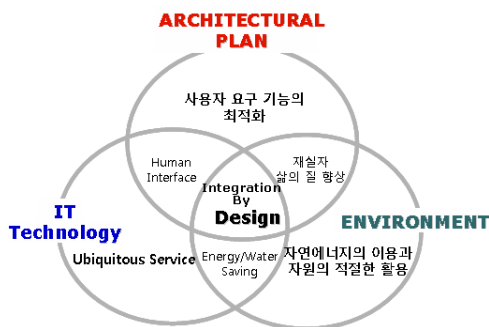 ARCHITECTURAL
PLAN
사용자 요구 기능의
최적화
Human
Interface
재실자
삶의 질 향상
Integration
By
Design
IT
Technology
ENVIRONMENT
Ubiquitous Service
Energy/Water
Saving
자연에너지의 이용과
자원의 적절한 활용